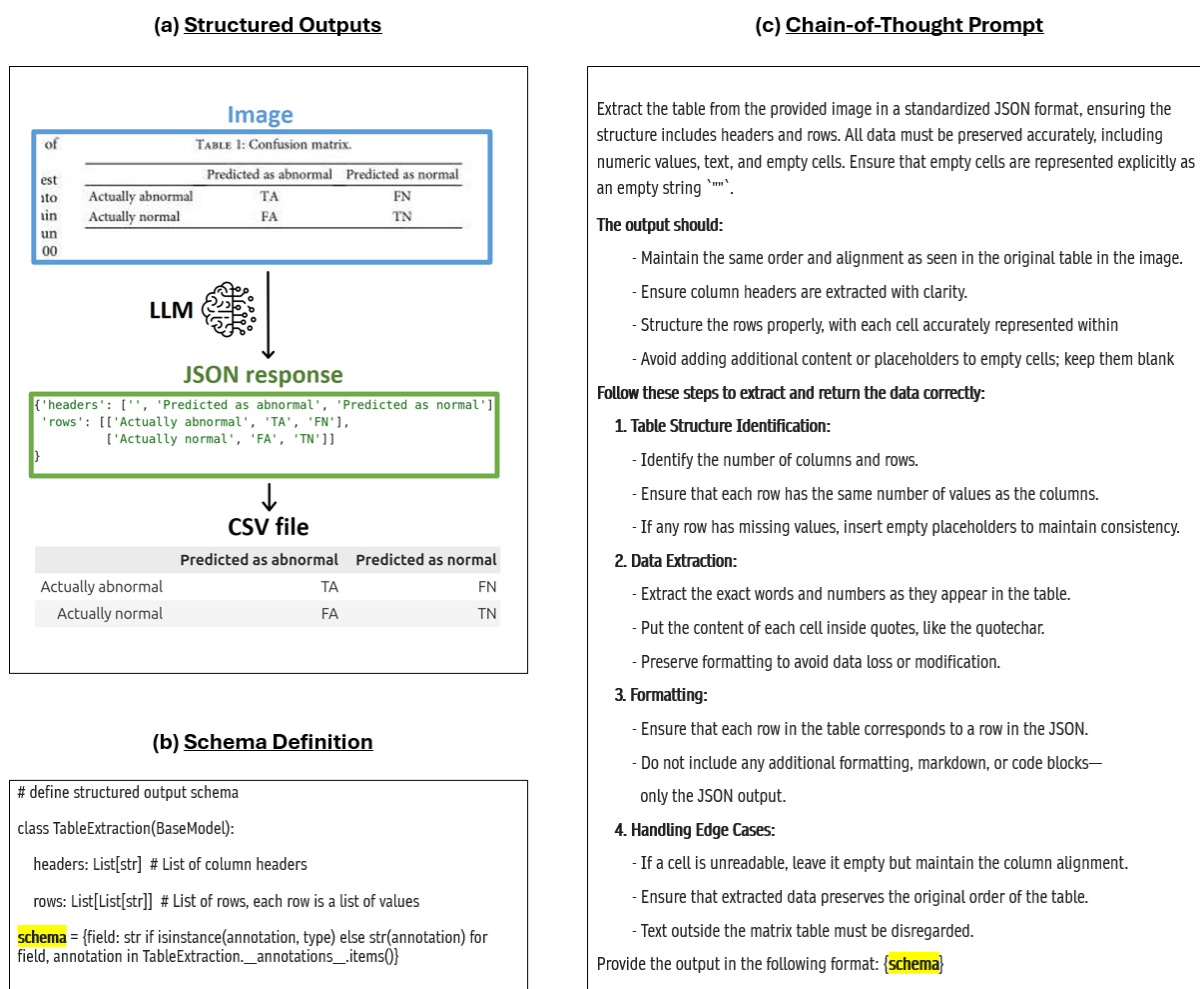 (a) Structured Outputs
Image
of
est
nto
ain
un
00
TABLE 1: Confusion matrix.
Predicted as abnormal Predicted as normal
Actually abnormal TA FN
Actually normal FA TN
LLM
JSON response
{'headers': ['', 'Predicted as abnormal', 'Predicted as normal']
'rows': [['Actually abnormal', 'TA', 'FN'],
['Actually normal', 'FA', 'TN']]
}
CSV file
Predicted as abnormal Predicted as normal
Actually abnormal TA FN
Actually normal FA TN
(b) Schema Definition
# define structured output schema
class TableExtraction(BaseModel):
headers: List[str] # List of column headers
rows: List[List[str]] # List of rows, each row is a list of values
schema = {field: str if isinstance(annotation, type) else str(annotation) for
field, annotation in TableExtraction.__annotations__.items()}
(c) Chain-of-Thought Prompt
Extract the table from the provided image in a standardized JSON format, ensuring the
structure includes headers and rows. All data must be preserved accurately, including
numeric values, text, and empty cells. Ensure that empty cells are represented explicitly as
an empty string `""`.
The output should:
- Maintain the same order and alignment as seen in the original table in the image.
- Ensure column headers are extracted with clarity.
- Structure the rows properly, with each cell accurately represented within
- Avoid adding additional content or placeholders to empty cells; keep them blank
Follow these steps to extract and return the data correctly:
1. Table Structure Identification:
- Identify the number of columns and rows.
- Ensure that each row has the same number of values as the columns.
- If any row has missing values, insert empty placeholders to maintain consistency.
2. Data Extraction:
- Extract the exact words and numbers as they appear in the table.
- Put the content of each cell inside quotes, like the quotechar.
- Preserve formatting to avoid data loss or modification.
3. Formatting:
- Ensure that each row in the table corresponds to a row in the JSON.
- Do not include any additional formatting, markdown, or code blocks—
only the JSON output.
4. Handling Edge Cases:
- If a cell is unreadable, leave it empty but maintain the column alignment.
- Ensure that extracted data preserves the original order of the table.
- Text outside the matrix table must be disregarded.
Provide the output in the following format: {schema}